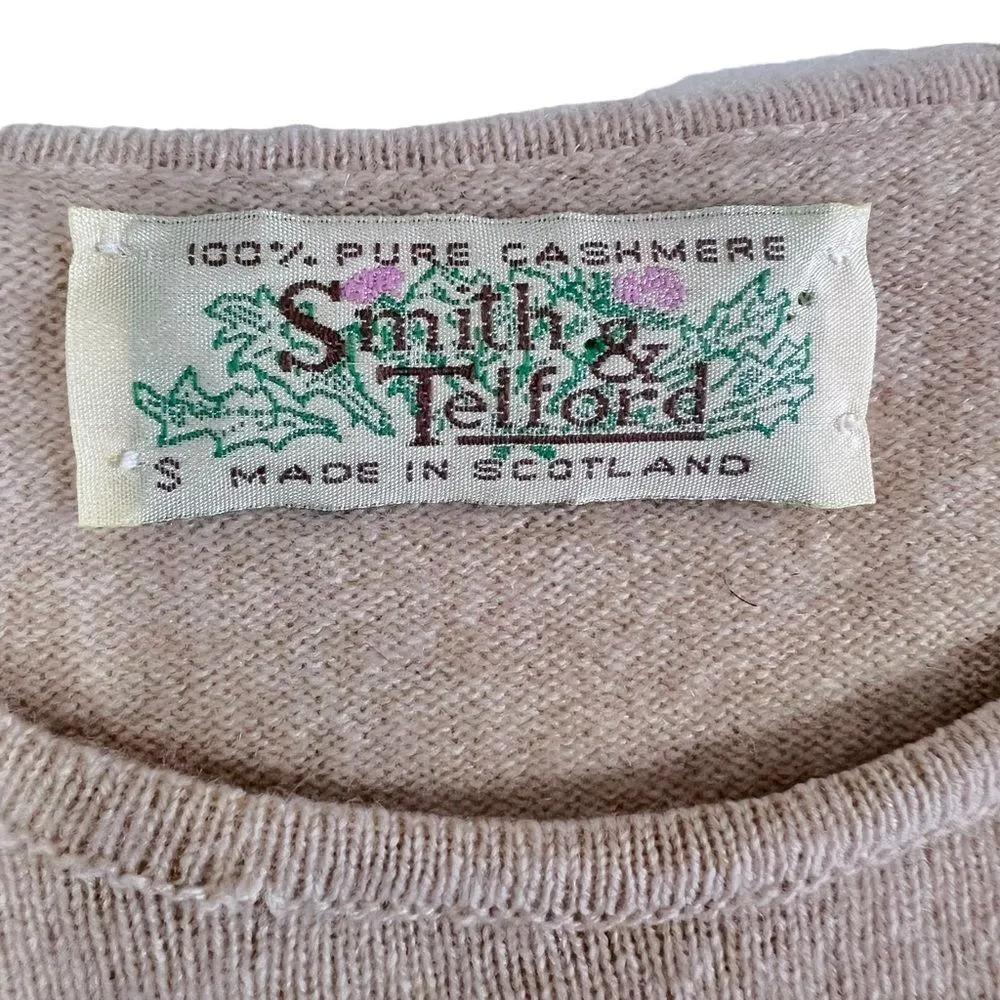 100% PURE CASHMERE
Smith &
Telford
S MADE IN SCOTLAND